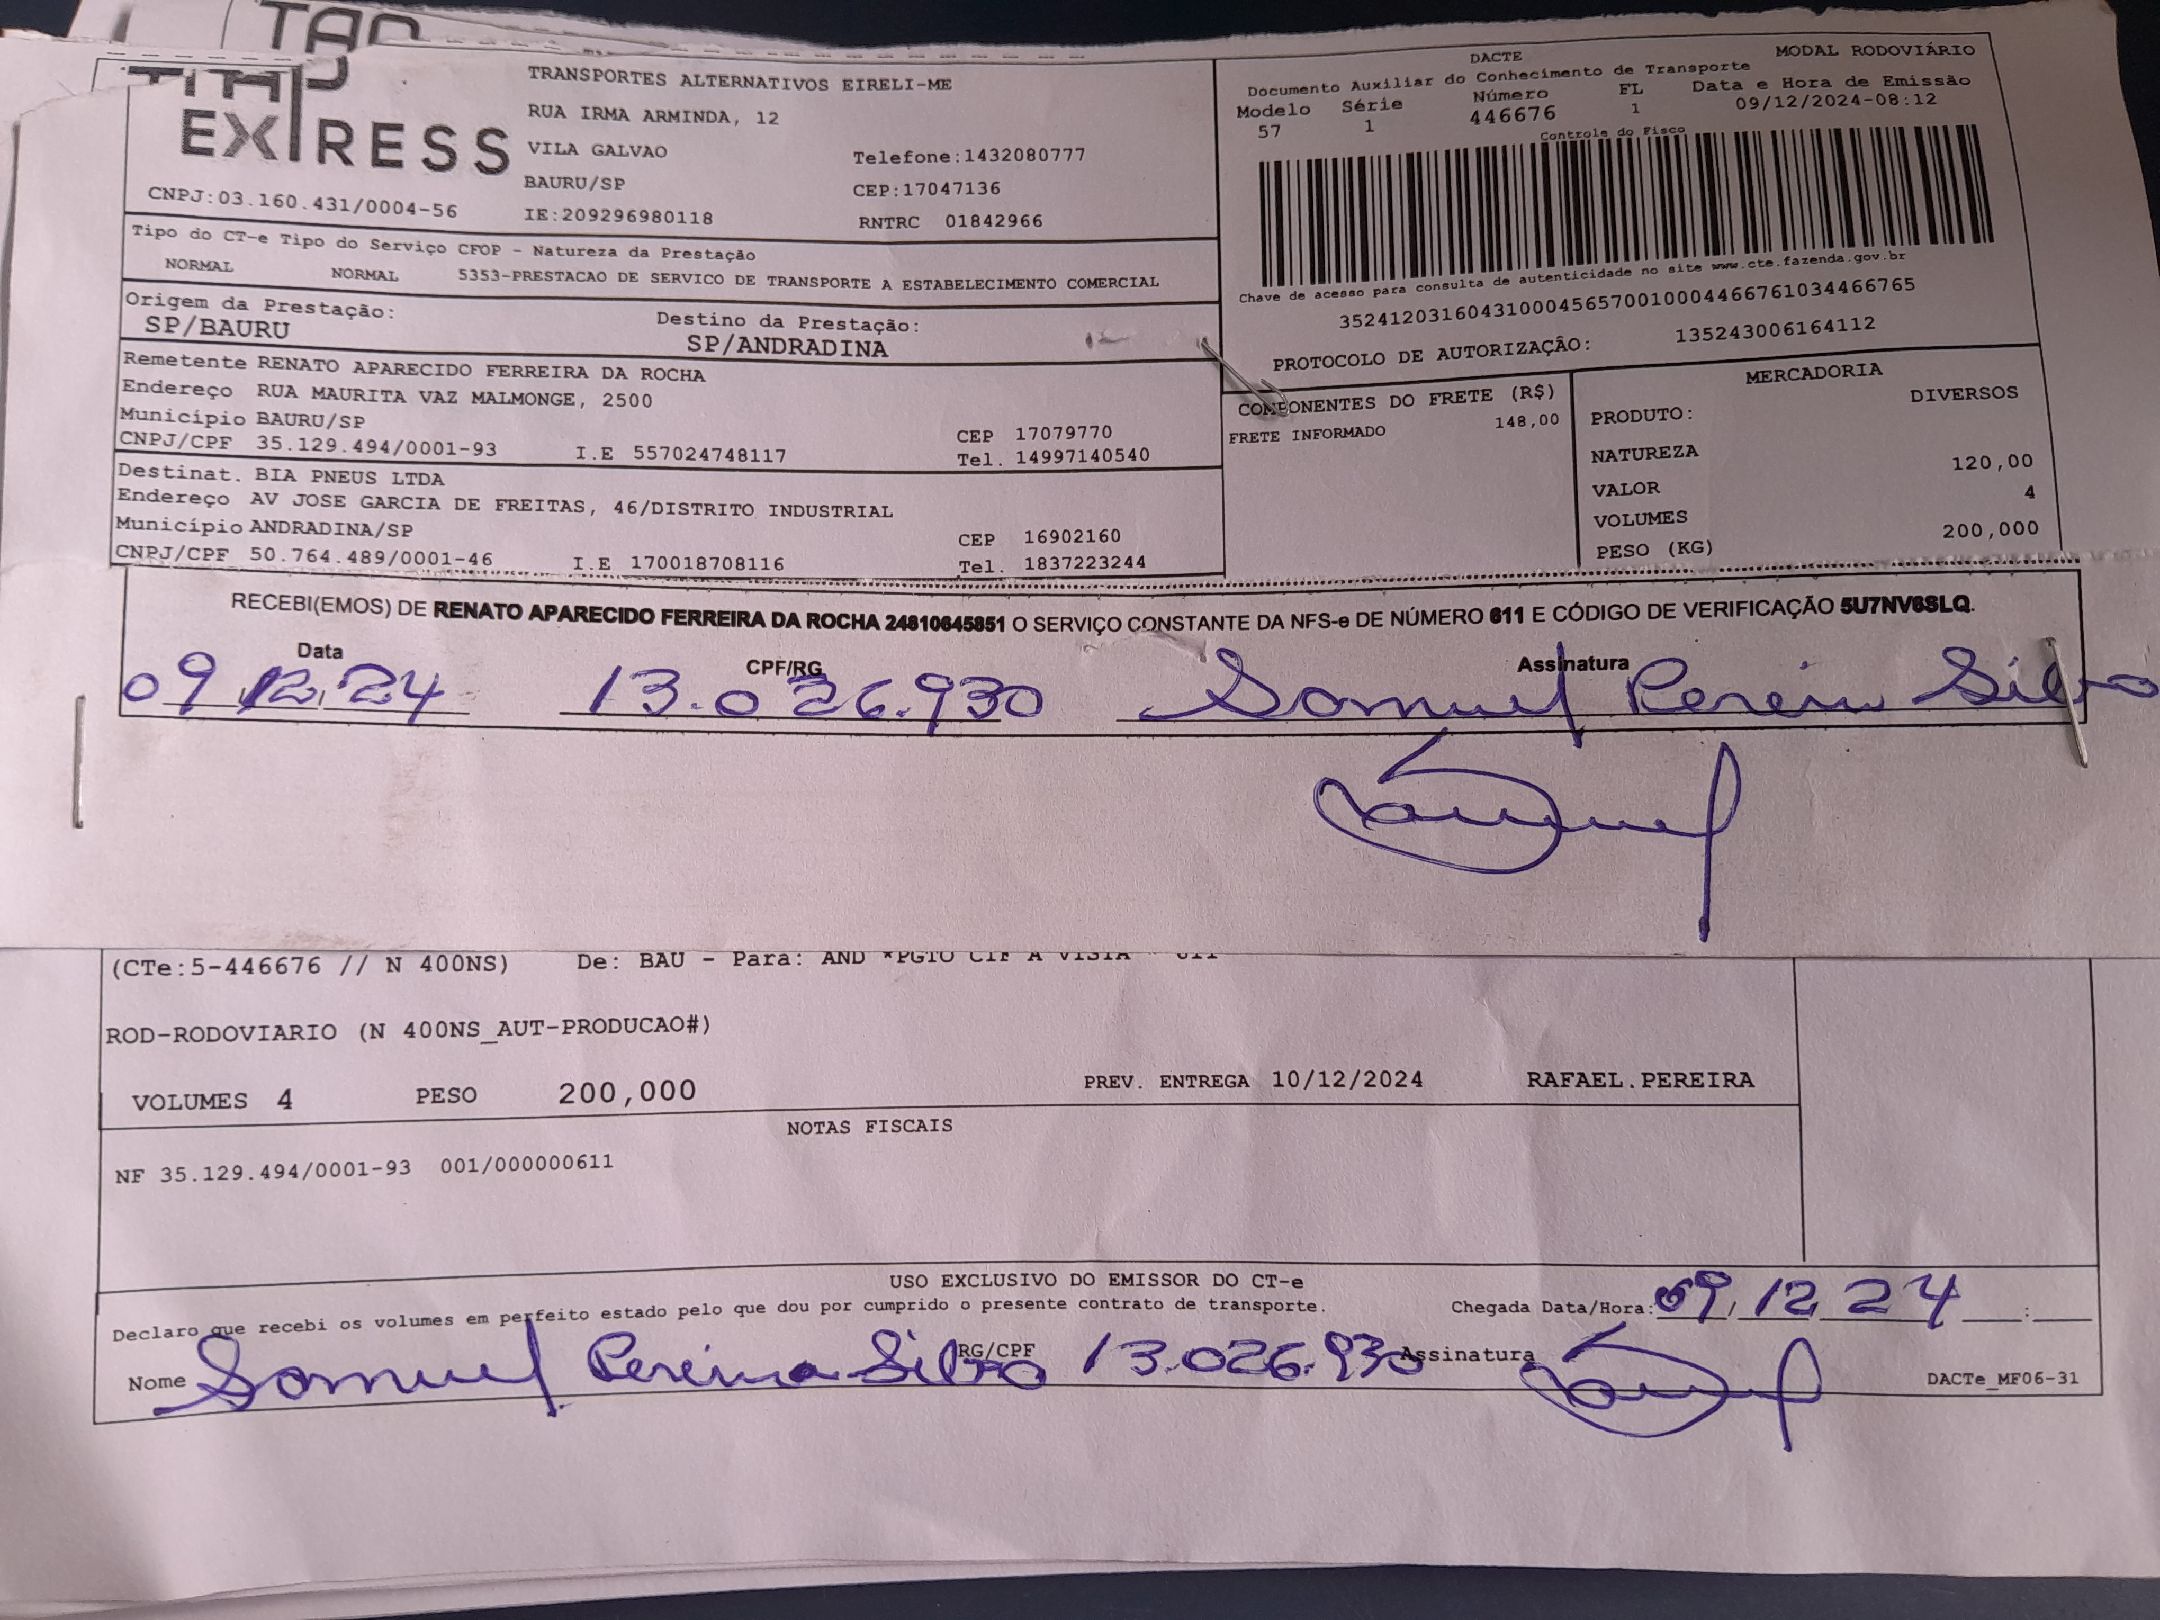 TAP
TAP
EXPRESS
TRANSPORTES ALTERNATIVOS EIRELI-ME
RUA IRMA ARMINDA, 12
VILA GALVAO
Telefone:1432080777
BAURU/SP
CEP:17047136
CNPJ:03.160.431/0004-56
IE:209296980118
RNTRC 01842966
DACTE
MODAL RODOVIÁRIO
Documento Auxiliar do Conhecimento de Transporte
Modelo Série Número FL Data e Hora de Emissão
57 1 446676 1 09/12/2024-08:12
Controle do Fisco
Chave de acesso para consulta de autenticidade no site www.cte.fazenda.gov.br
35241203160431000456570010004466761034466765
PROTOCOLO DE AUTORIZAÇÃO: 135243006164112
Tipo do CT-e Tipo do Serviço CFOP - Natureza da Prestação
NORMAL NORMAL 5353-PRESTACAO DE SERVICO DE TRANSPORTE A ESTABELECIMENTO COMERCIAL
Origem da Prestação: Destino da Prestação:
SP/BAURU SP/ANDRADINA
Remetente RENATO APARECIDO FERREIRA DA ROCHA
Endereço RUA MAURITA VAZ MALMONGE, 2500
Município BAURU/SP CEP 17079770
CNPJ/CPF 35.129.494/0001-93 I.E 557024748117 Tel. 14997140540
Destinat. BIA PNEUS LTDA
Endereço AV JOSE GARCIA DE FREITAS, 46/DISTRITO INDUSTRIAL
Município ANDRADINA/SP CEP 16902160
CNPJ/CPF 50.764.489/0001-46 I.E 170018708116 Tel. 1837223244
COMPONENTES DO FRETE (R$)
FRETE INFORMADO 148,00
MERCADORIA
PRODUTO: DIVERSOS
NATUREZA
VALOR 120,00
VOLUMES 4
PESO (KG) 200,000
RECEBI(EMOS) DE RENATO APARECIDO FERREIRA DA ROCHA 24810645851 O SERVIÇO CONSTANTE DA NFS-e DE NÚMERO 611 E CÓDIGO DE VERIFICAÇÃO 5U7NV6SLQ.
Data CPF/RG Assinatura
09 12 24 13.026.930 Samuel Pereira Silva
Samuel
(CTe:5-446676 // N 400NS) De: BAU - Para: AND *PGTO CIF A VISTA
ROD-RODOVIARIO (N 400NS_AUT-PRODUCAO#)
VOLUMES 4 PESO 200,000 PREV. ENTREGA 10/12/2024 RAFAEL.PEREIRA
NOTAS FISCAIS
NF 35.129.494/0001-93 001/000000611
USO EXCLUSIVO DO EMISSOR DO CT-e
Declaro que recebi os volumes em perfeito estado pelo que dou por cumprido o presente contrato de transporte. Chegada Data/Hora: 09/12 24 :
Nome Samuel Pereira Silva RG/CPF 13.026.930 Assinatura Samuel
DACTe_MF06-31